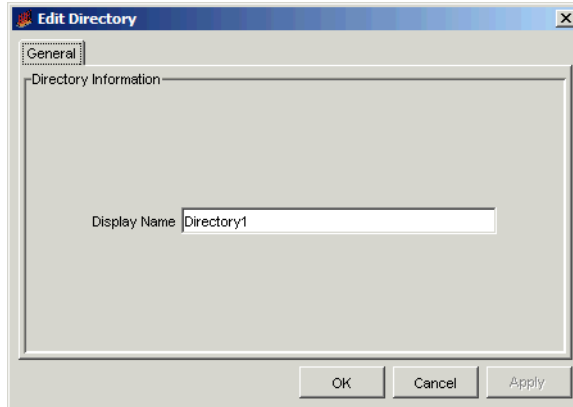 Edit Directory
General
Directory Information
Display Name Directory1
OK Cancel Apply